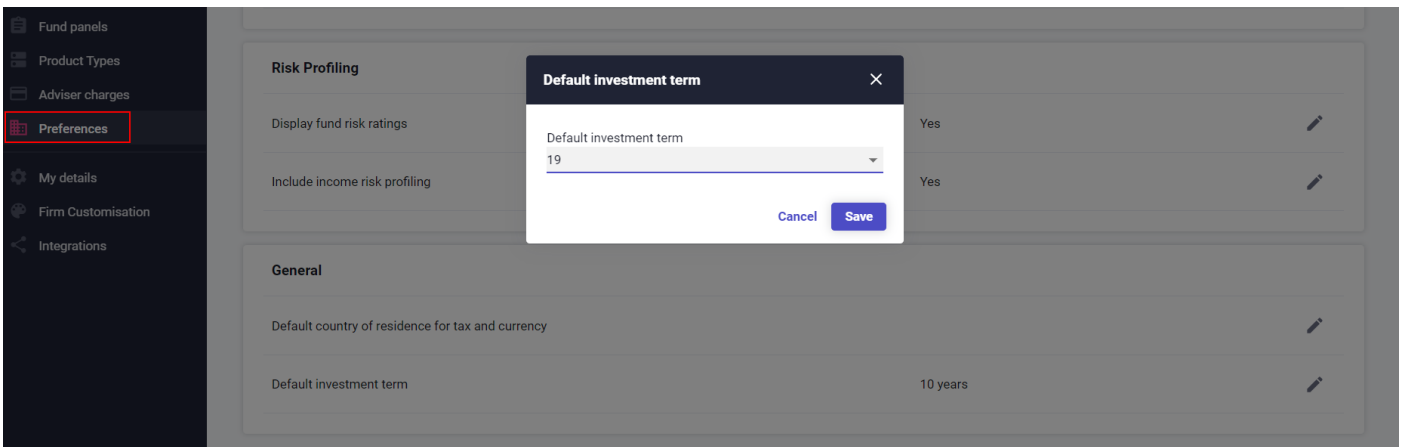 Fund panels
Product Types
Adviser charges
Preferences
My details
Firm Customisation
Integrations
Risk Profiling
Display fund risk ratings
Yes
Include income risk profiling
Yes
Default investment term
Default investment term
19
Cancel Save
General
Default country of residence for tax and currency
Default investment term
10 years